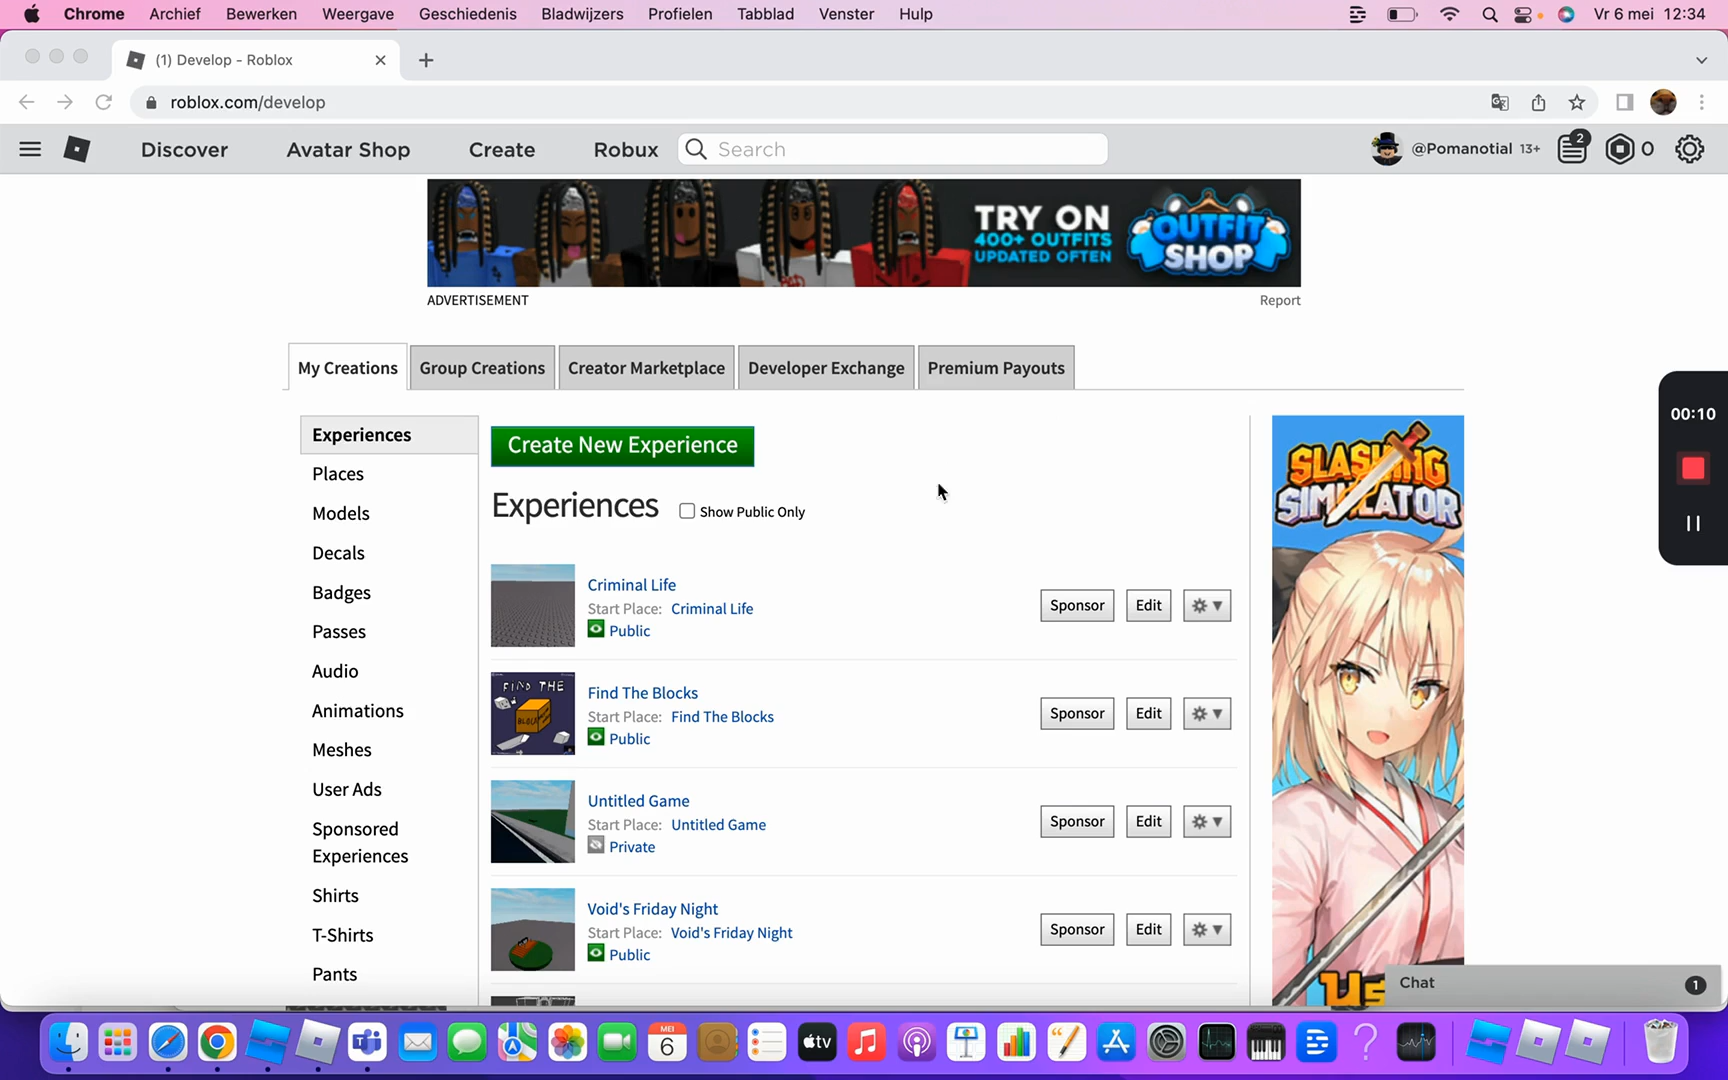 Chrome Archief Bewerken Weergave Geschiedenis Bladwijzers Profielen Tabblad Venster Hulp Vr 6 mei 12:34
(1) Develop - Roblox
roblox.com/develop
Discover Avatar Shop Create Robux Search @Pomanotial 13+ 2 0
TRY ON
400+ OUTFITS
UPDATED OFTEN
OUTFIT
SHOP
ADVERTISEMENT Report
My Creations Group Creations Creator Marketplace Developer Exchange Premium Payouts
00:10
Experiences
Places
Models
Decals
Badges
Passes
Audio
Animations
Meshes
User Ads
Sponsored
Experiences
Shirts
T-Shirts
Pants
Create New Experience
Experiences Show Public Only
Criminal Life
Start Place: Criminal Life
Public
Sponsor Edit
FIND THE
BLOCKS
Find The Blocks
Start Place: Find The Blocks
Public
Sponsor Edit
Untitled Game
Start Place: Untitled Game
Private
Sponsor Edit
Void's Friday Night
Start Place: Void's Friday Night
Public
Sponsor Edit
SLASHING
SIMULATOR
Chat 1
MEI
6
tv